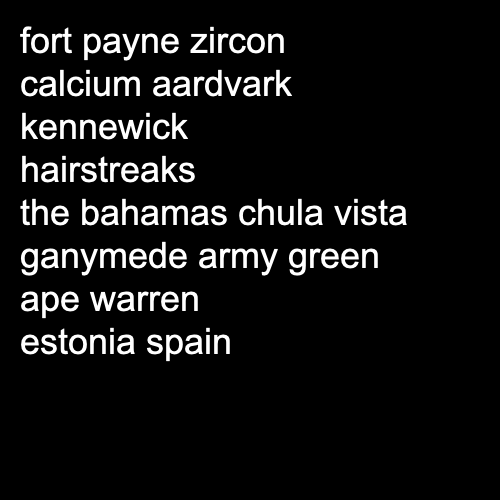 fort payne zircon
calcium aardvark
kennewick
hairstreaks
the bahamas chula vista
ganymede army green
ape warren
estonia spain